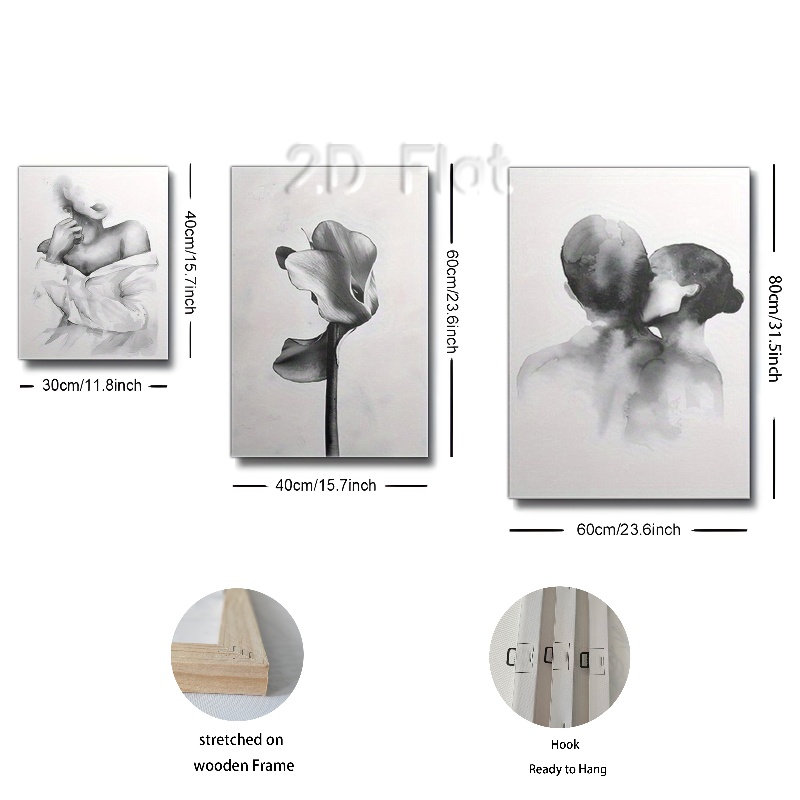 2D Flat
40cm/15.7inch
30cm/11.8inch
60cm/23.6inch
40cm/15.7inch
80cm/31.5inch
60cm/23.6inch
stretched on
wooden Frame
Hook
Ready to Hang